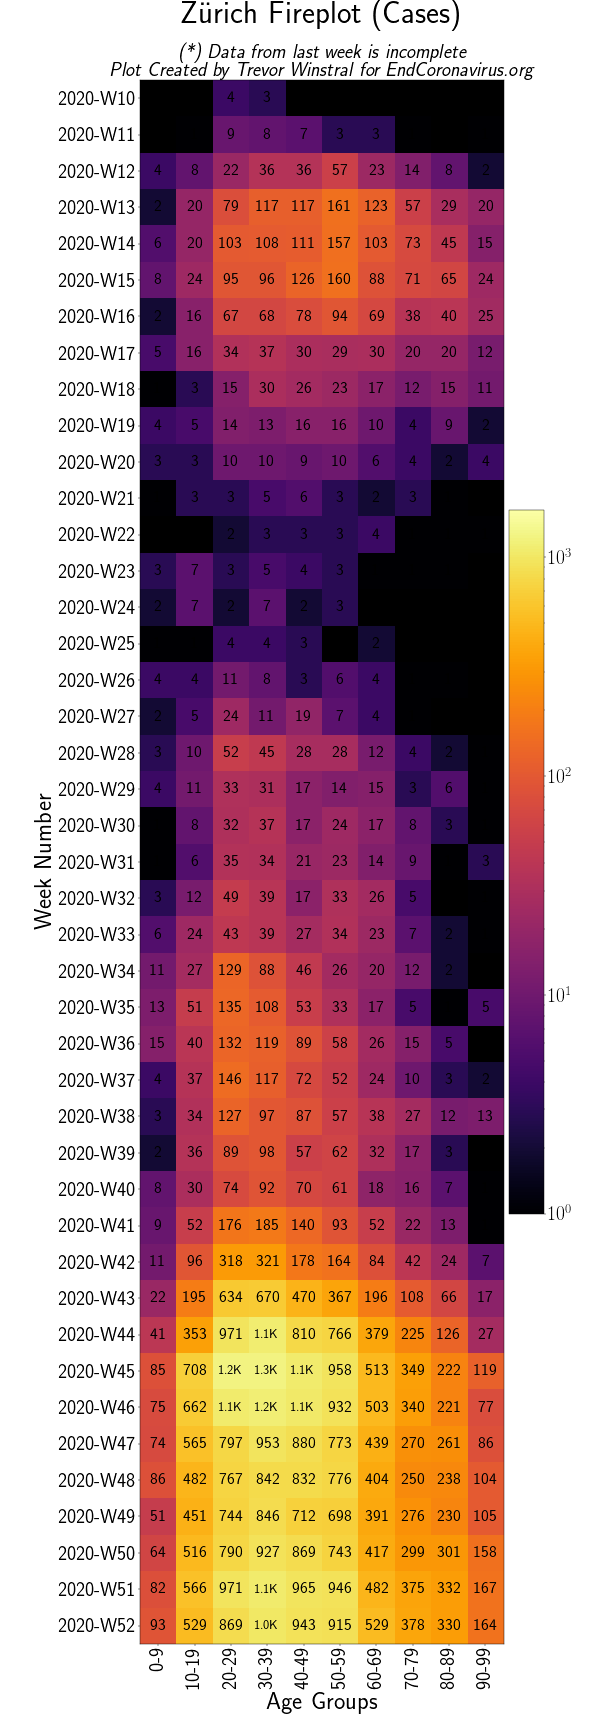 Zürich Fireplot (Cases)
(*) Data from last week is incomplete
Plot Created by Trevor Winstral for EndCoronavirus.org
2020-W10 4 3
2020-W11 9 8 7 3 3
2020-W12 4 8 22 36 36 57 23 14 8 2
2020-W13 2 20 79 117 117 161 123 57 29 20
2020-W14 6 20 103 108 111 157 103 73 45 15
2020-W15 8 24 95 96 126 160 88 71 65 24
2020-W16 2 16 67 68 78 94 69 38 40 25
2020-W17 5 16 34 37 30 29 30 20 20 12
2020-W18 3 15 30 26 23 17 12 15 11
2020-W19 4 5 14 13 16 16 10 4 9 2
2020-W20 3 3 10 10 9 10 6 4 2 4
2020-W21 3 3 5 6 3 2 3
2020-W22 2 3 3 3 4
2020-W23 3 7 3 5 4 3
2020-W24 2 7 2 7 2 3
2020-W25 4 4 3 2
2020-W26 4 4 11 8 3 6 4
2020-W27 2 5 24 11 19 7 4
2020-W28 3 10 52 45 28 28 12 4 2
2020-W29 4 11 33 31 17 14 15 3 6
2020-W30 8 32 37 17 24 17 8 3
2020-W31 6 35 34 21 23 14 9 3
2020-W32 3 12 49 39 17 33 26 5
2020-W33 6 24 43 39 27 34 23 7 2
2020-W34 11 27 129 88 46 26 20 12 2
2020-W35 13 51 135 108 53 33 17 5 5
2020-W36 15 40 132 119 89 58 26 15 5
2020-W37 4 37 146 117 72 52 24 10 3 2
2020-W38 3 34 127 97 87 57 38 27 12 13
2020-W39 2 36 89 98 57 62 32 17 3
2020-W40 8 30 74 92 70 61 18 16 7
2020-W41 9 52 176 185 140 93 52 22 13
2020-W42 11 96 318 321 178 164 84 42 24 7
2020-W43 22 195 634 670 470 367 196 108 66 17
2020-W44 41 353 971 1.1K 810 766 379 225 126 27
2020-W45 85 708 1.2K 1.3K 1.1K 958 513 349 222 119
2020-W46 75 662 1.1K 1.2K 1.1K 932 503 340 221 77
2020-W47 74 565 797 953 880 773 439 270 261 86
2020-W48 86 482 767 842 832 776 404 250 238 104
2020-W49 51 451 744 846 712 698 391 276 230 105
2020-W50 64 516 790 927 869 743 417 299 301 158
2020-W51 82 566 971 1.1K 965 946 482 375 332 167
2020-W52 93 529 869 1.0K 943 915 529 378 330 164
0-9 10-19 20-29 30-39 40-49 50-59 60-69 70-79 80-89 90-99
Age Groups
Week Number
10³
10²
10¹
10⁰